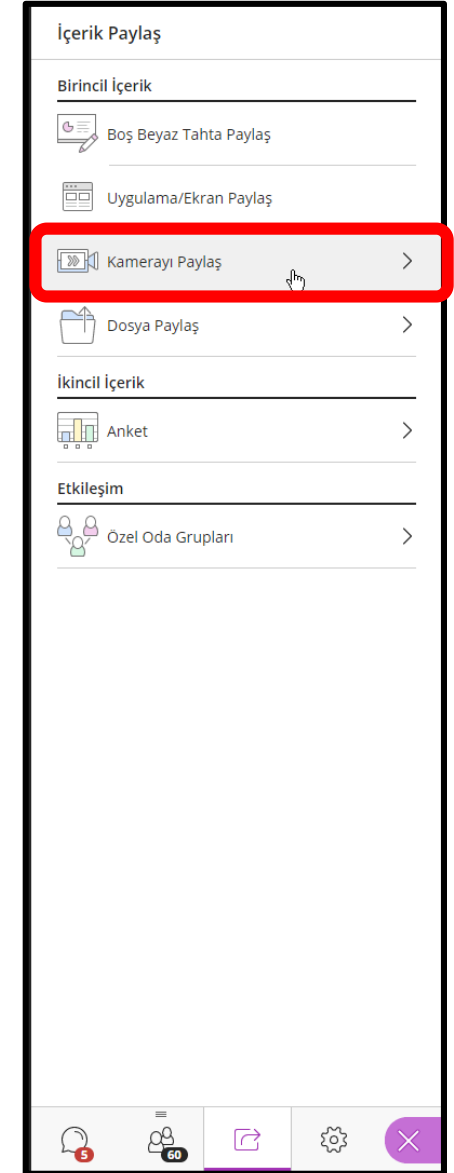 İçerik Paylaş
Birincil İçerik
Boş Beyaz Tahta Paylaş
Uygulama/Ekran Paylaş
Kamerayı Paylaş
Dosya Paylaş
İkincil İçerik
Anket
Etkileşim
Özel Oda Grupları
5
60